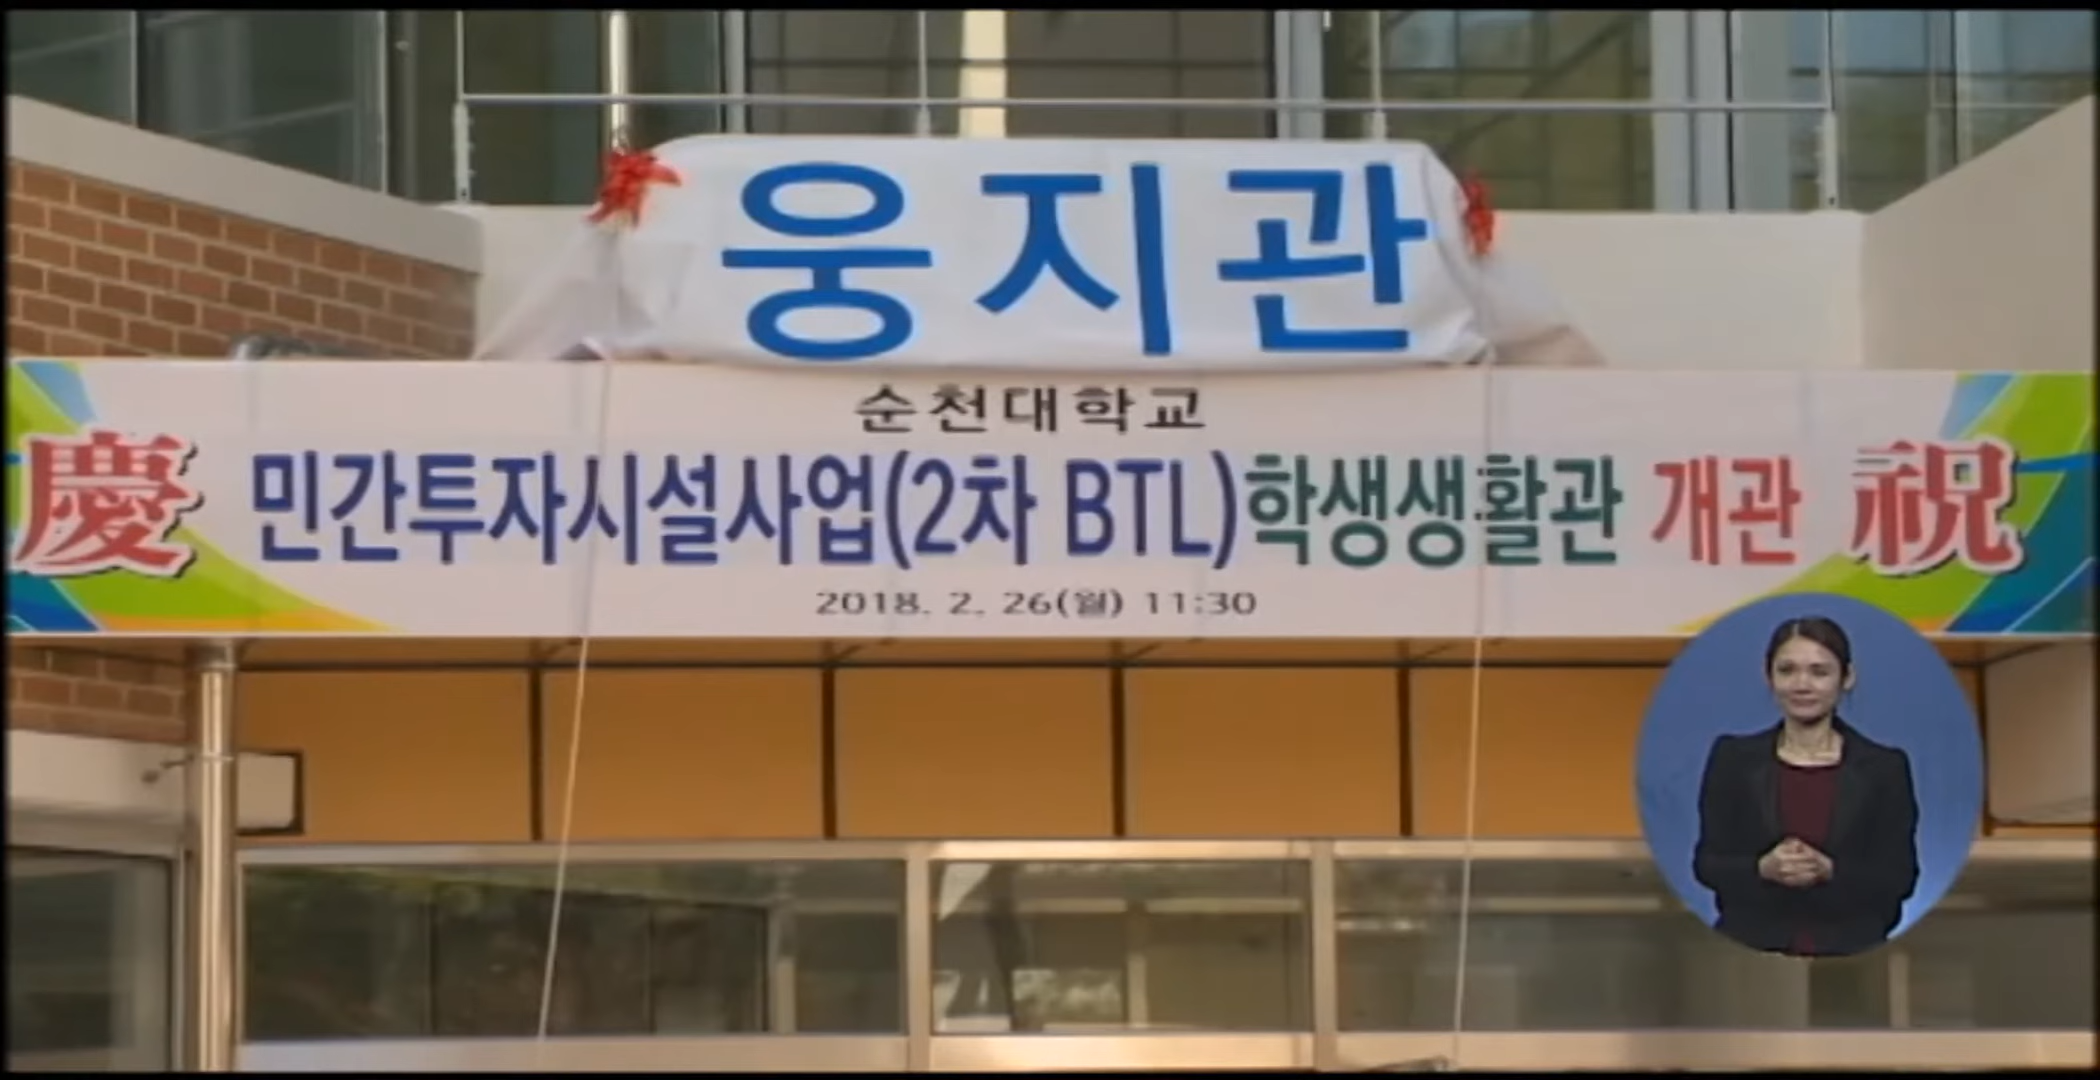 웅지관
순천대학교
慶 민간투자시설사업(2차 BTL)학생생활관 개관 祝
2018. 2. 26(월) 11:30